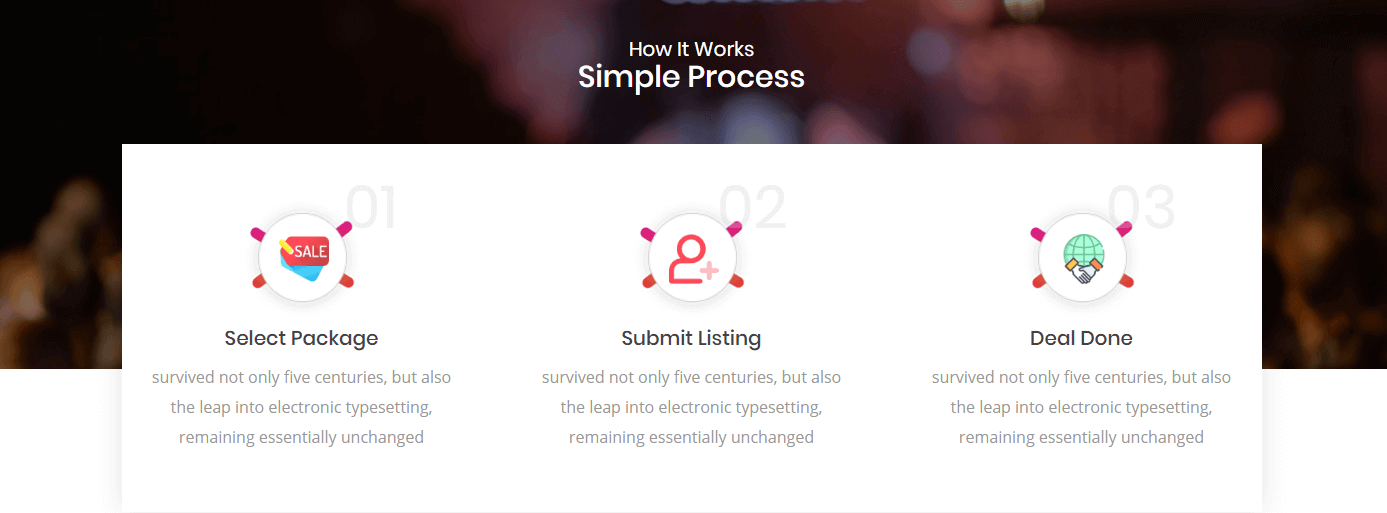 How It Works
Simple Process
01
02
03
SALE
Select Package
Submit Listing
Deal Done
survived not only five centuries, but also
the leap into electronic typesetting,
remaining essentially unchanged
survived not only five centuries, but also
the leap into electronic typesetting,
remaining essentially unchanged
survived not only five centuries, but also
the leap into electronic typesetting,
remaining essentially unchanged